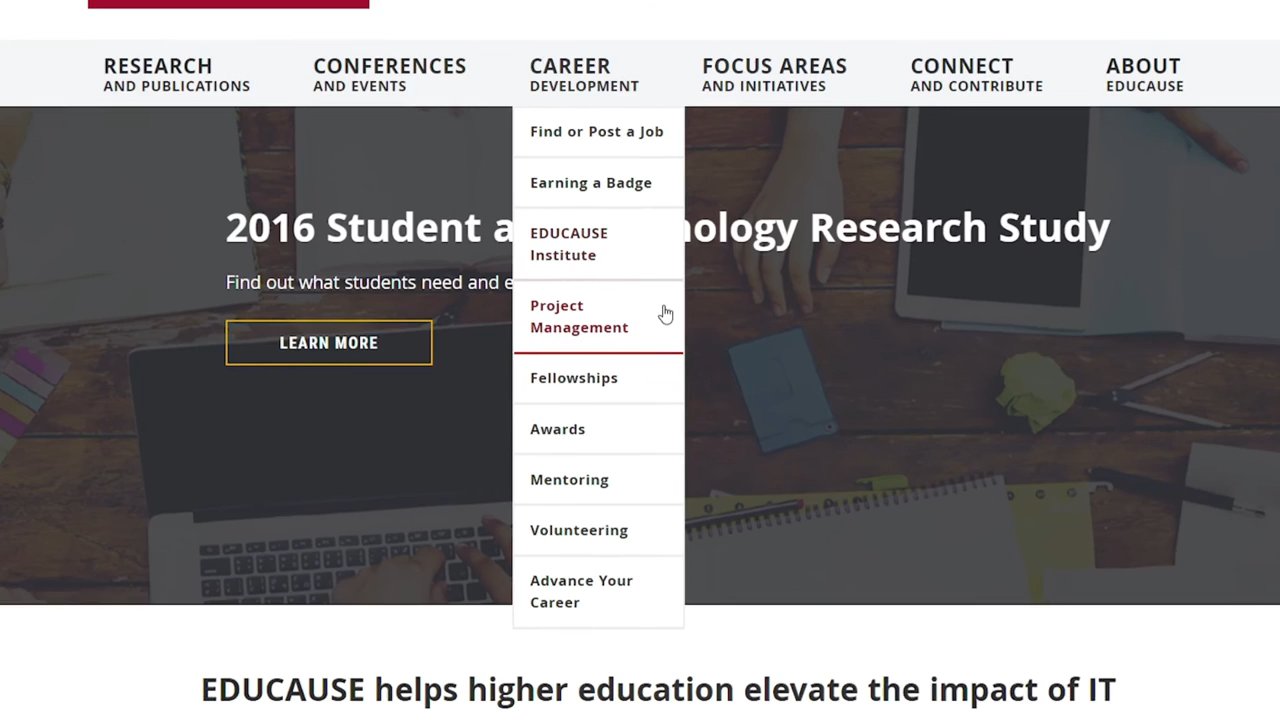 RESEARCH
AND PUBLICATIONS
CONFERENCES
AND EVENTS
CAREER
DEVELOPMENT
FOCUS AREAS
AND INITIATIVES
CONNECT
AND CONTRIBUTE
ABOUT
EDUCAUSE
Find or Post a Job
Earning a Badge
EDUCAUSE
Institute
Project
Management
Fellowships
Awards
Mentoring
Volunteering
Advance Your
Career
2016 Student a nology Research Study
Find out what students need and e
LEARN MORE
EDUCAUSE helps higher education elevate the impact of IT